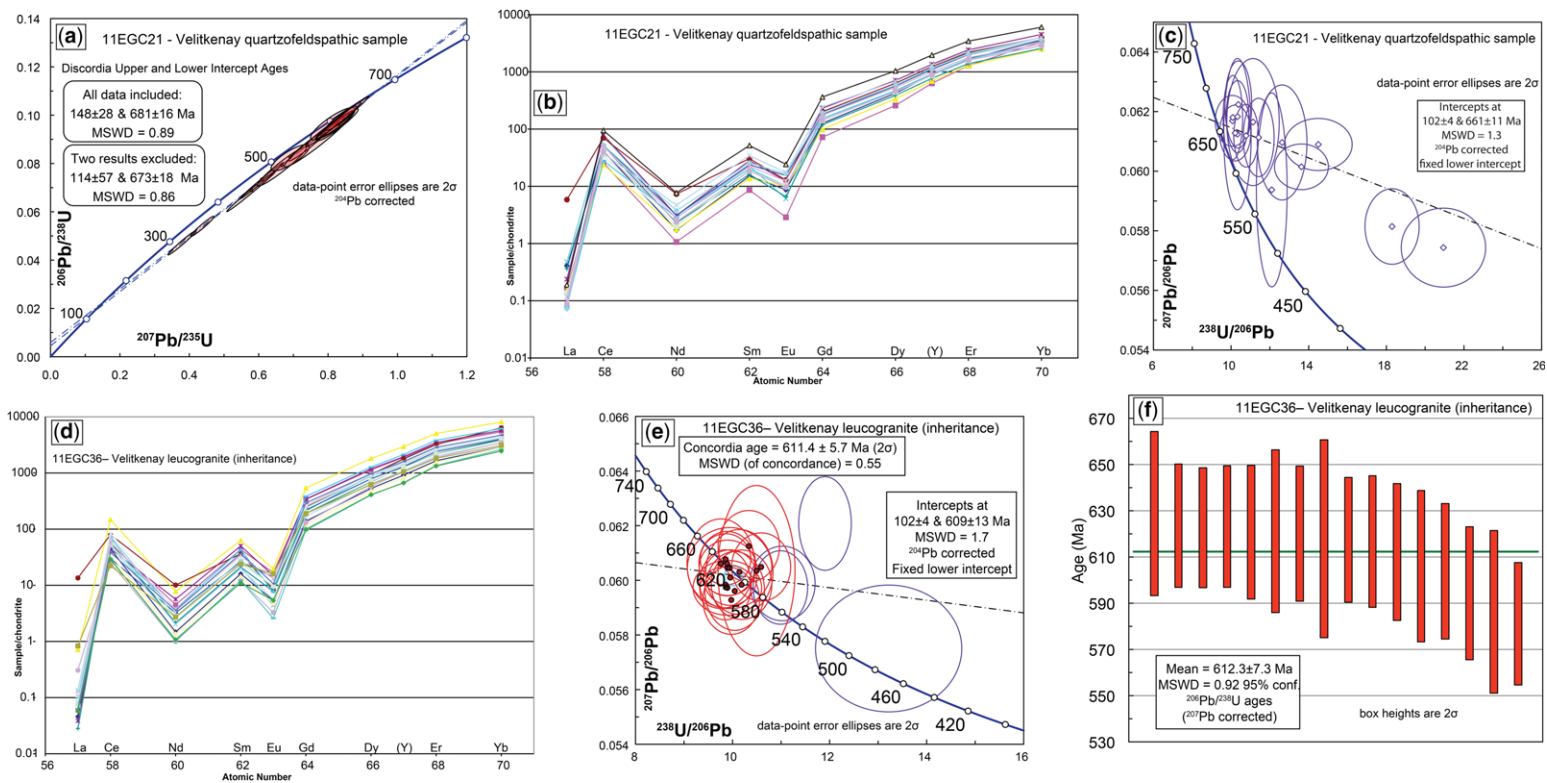 (a)
11EGC21 - Velitkenay quartzofeldspathic sample
Discordia Upper and Lower Intercept Ages
All data included:
148±28 & 681±16 Ma
MSWD = 0.89
Two results excluded:
114±57 & 673±18 Ma
MSWD = 0.86
data-point error ellipses are 2σ
²⁰⁴Pb corrected
100
300
500
700
0.14
0.12
0.10
0.08
0.06
0.04
0.02
0.00
0.0
0.2
0.4
0.6
0.8
1.0
1.2
²⁰⁶Pb/²³⁸U
²⁰⁷Pb/²³⁵U
(b)
11EGC21 - Velitkenay quartzofeldspathic sample
10000
1000
100
10
1
0.1
0.01
Sample/chondrite
La Ce Nd Sm Eu Gd Dy (Y) Er Yb
56 58 60 62 64 66 68 70
Atomic Number
(c)
11EGC21 - Velitkenay quartzofeldspathic sample
data-point error ellipses are 2σ
Intercepts at
102±4 & 661±11 Ma
MSWD = 1.3
²⁰⁴Pb corrected
fixed lower intercept
750
650
550
450
0.064
0.062
0.060
0.058
0.056
0.054
²⁰⁷Pb/²⁰⁶Pb
²³⁸U/²⁰⁶Pb
6 10 14 18 22 26
(d)
11EGC36– Velitkenay leucogranite (inheritance)
10000
1000
100
10
1
0.1
0.01
Sample/chondrite
La Ce Nd Sm Eu Gd Dy (Y) Er Yb
56 58 60 62 64 66 68 70
Atomic Number
(e)
11EGC36– Velitkenay leucogranite (inheritance)
Concordia age = 611.4 ± 5.7 Ma (2σ)
MSWD (of concordance) = 0.55
Intercepts at
102±4 & 609±13 Ma
MSWD = 1.7
²⁰⁴Pb corrected
Fixed lower intercept
740
700
660
620
580
540
500
460
420
0.066
0.064
0.062
0.060
0.058
0.056
0.054
²⁰⁷Pb/²⁰⁶Pb
²³⁸U/²⁰⁶Pb
data-point error ellipses are 2σ
8 10 12 14 16
(f)
11EGC36– Velitkenay leucogranite (inheritance)
670
650
630
610
590
570
550
530
Age (Ma)
Mean = 612.3±7.3 Ma
MSWD = 0.92 95% conf.
²⁰⁶Pb/²³⁸U ages
(²⁰⁷Pb corrected)
box heights are 2σ